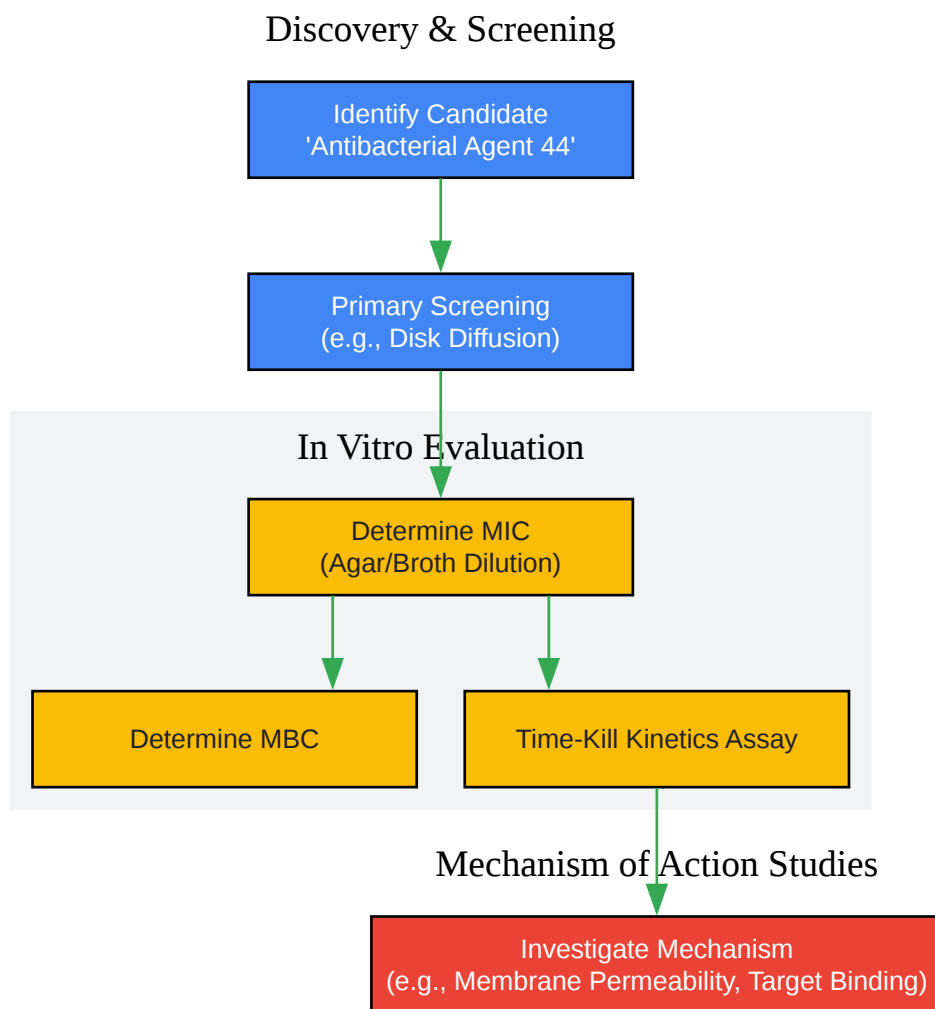 Discovery & Screening
Identify Candidate
'Antibacterial Agent 44'
Primary Screening
(e.g., Disk Diffusion)
In Vitro Evaluation
Determine MIC
(Agar/Broth Dilution)
Determine MBC
Time-Kill Kinetics Assay
Mechanism of Action Studies
Investigate Mechanism
(e.g., Membrane Permeability, Target Binding)